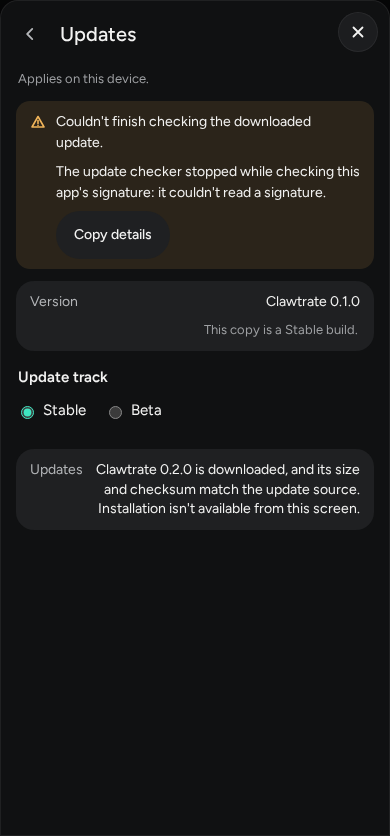 Updates
Applies on this device.
Couldn't finish checking the downloaded
update.
The update checker stopped while checking this
app's signature: it couldn't read a signature.
Copy details
Version Clawtrate 0.1.0
This copy is a Stable build.
Update track
Stable Beta
Updates Clawtrate 0.2.0 is downloaded, and its size
and checksum match the update source.
Installation isn't available from this screen.